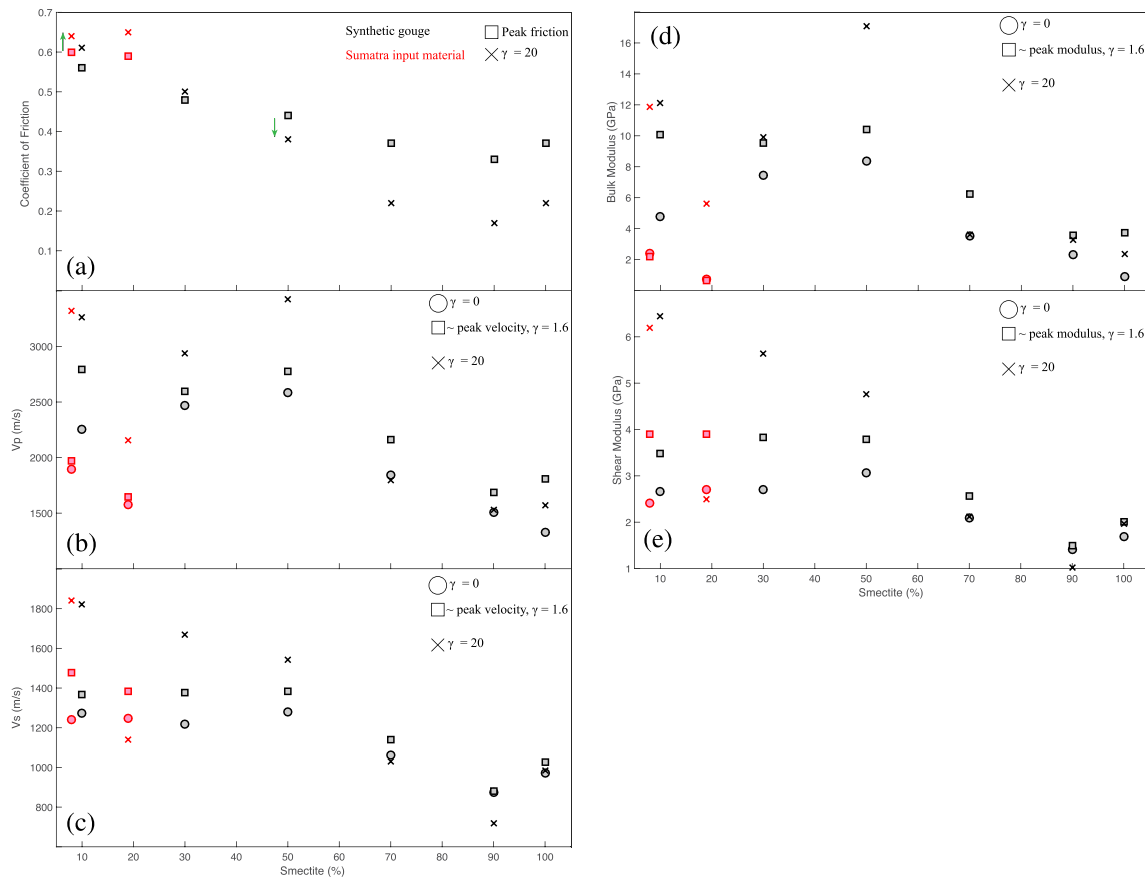 0.7
0.6
0.5
0.4
0.3
0.2
0.1
Coefficient of Friction
Synthetic gouge
Sumatra input material
Peak friction
γ = 20
(a)
3000
2500
2000
1500
Vp (m/s)
γ = 0
~ peak velocity, γ = 1.6
γ = 20
(b)
1800
1600
1400
1200
1000
800
Vs (m/s)
γ = 0
~ peak velocity, γ = 1.6
γ = 20
(c)
10 20 30 40 50 60 70 80 90 100
Smectite (%)
(d)
16
14
12
10
8
6
4
2
Bulk Modulus (GPa)
γ = 0
~ peak modulus, γ = 1.6
γ = 20
6
5
4
3
2
1
Shear Modulus (GPa)
γ = 0
~ peak modulus, γ = 1.6
γ = 20
(e)
10 20 30 40 50 60 70 80 90 100
Smectite (%)